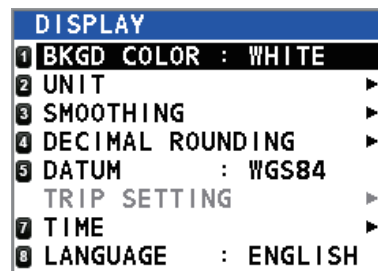 DISPLAY
1 BKGD COLOR : WHITE
2 UNIT ▶
3 SMOOTHING ▶
4 DECIMAL ROUNDING ▶
5 DATUM : WGS84
TRIP SETTING ▶
7 TIME ▶
8 LANGUAGE : ENGLISH